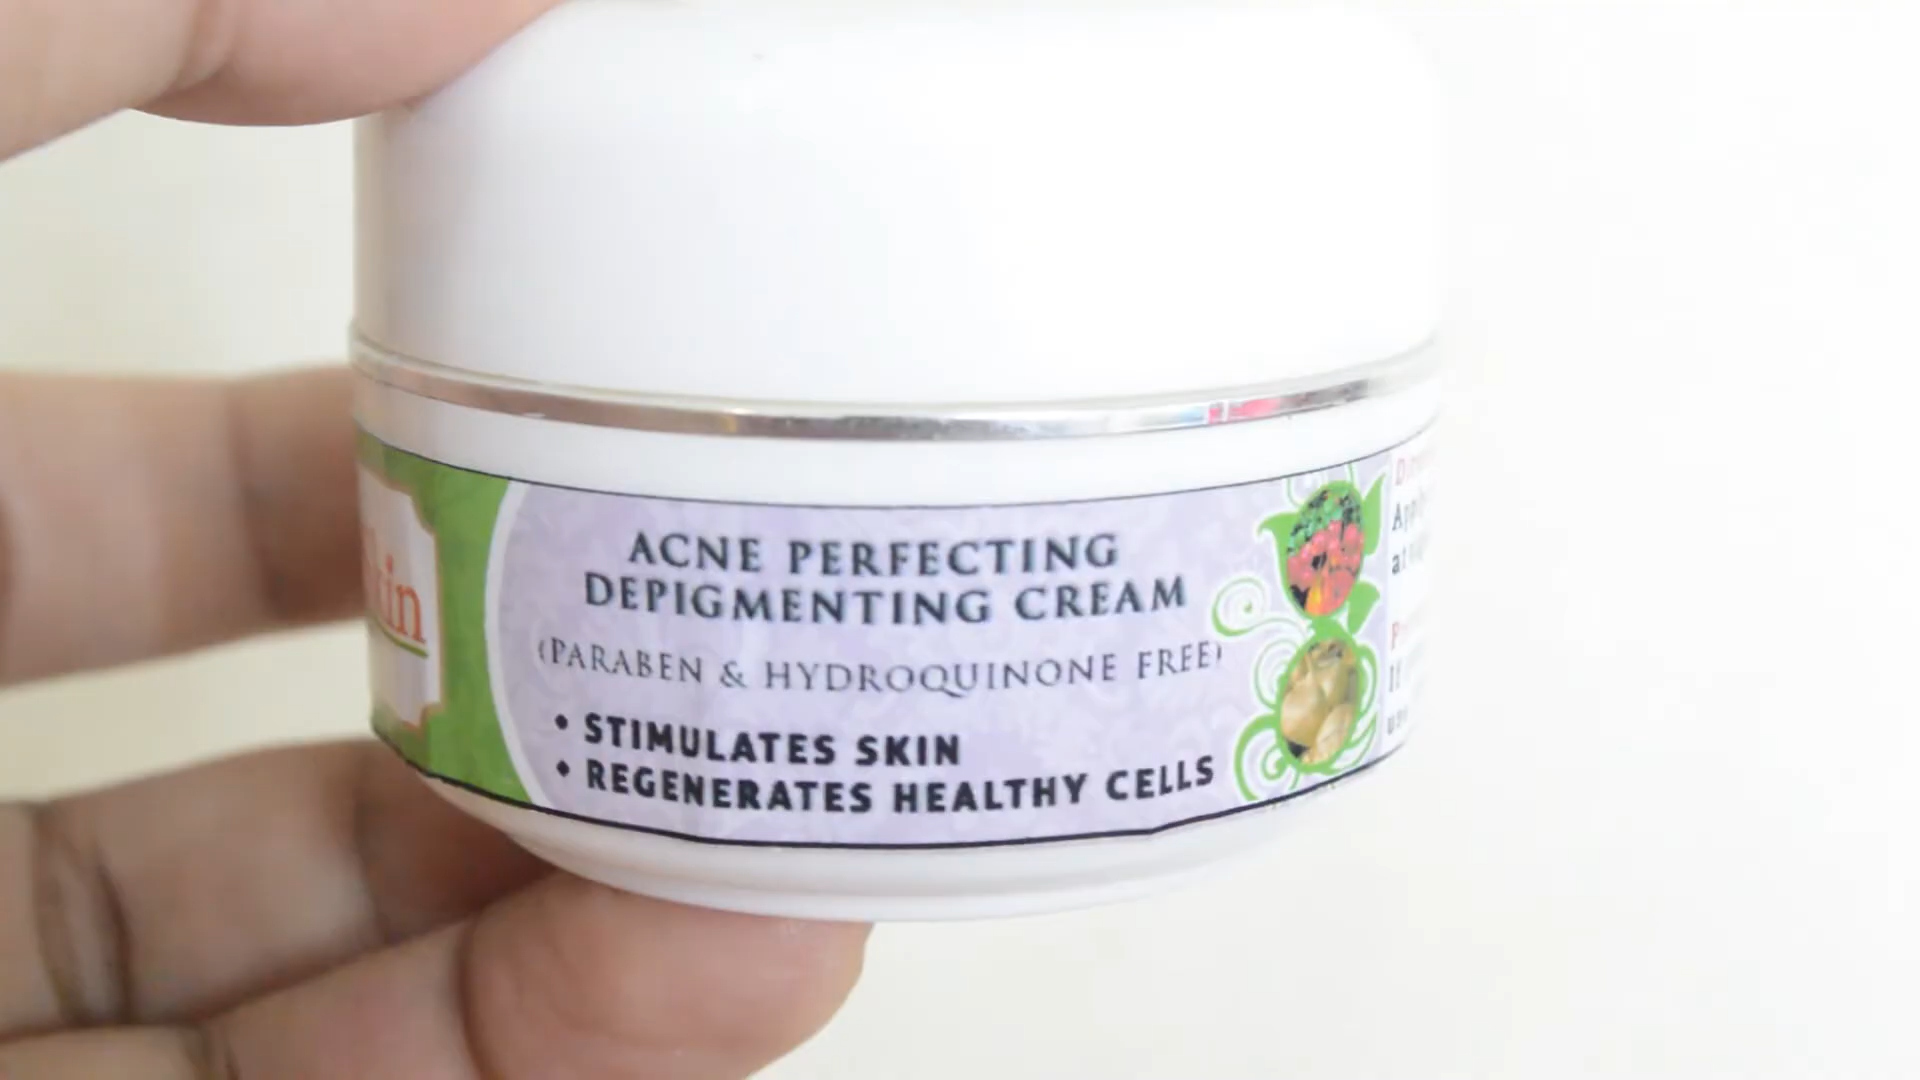 ACNE PERFECTING
DEPIGMENTING CREAM
(PARABEN & HYDROQUINONE FREE)
• STIMULATES SKIN
• REGENERATES HEALTHY CELLS